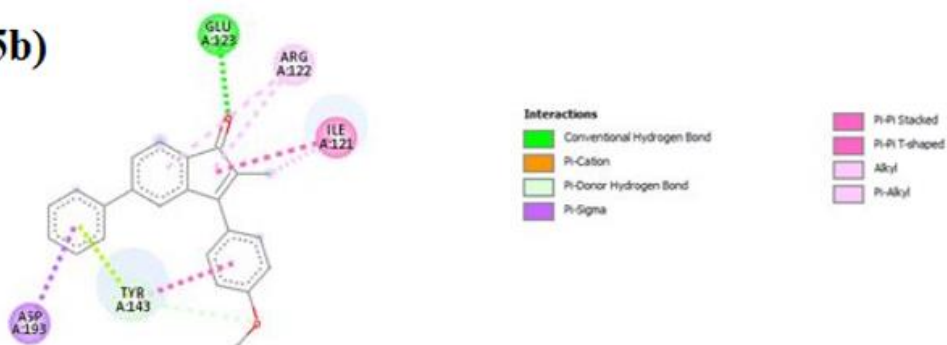 5b)
GLU
A:123
ARG
A:122
ILE
A:121
TYR
A:143
ASP
A:193
Interactions
Conventional Hydrogen Bond
Pi-Cation
Pi-Donor Hydrogen Bond
Pi-Sigma
Pi-Pi Stacked
Pi-Pi T-shaped
Alkyl
Pi-Alkyl